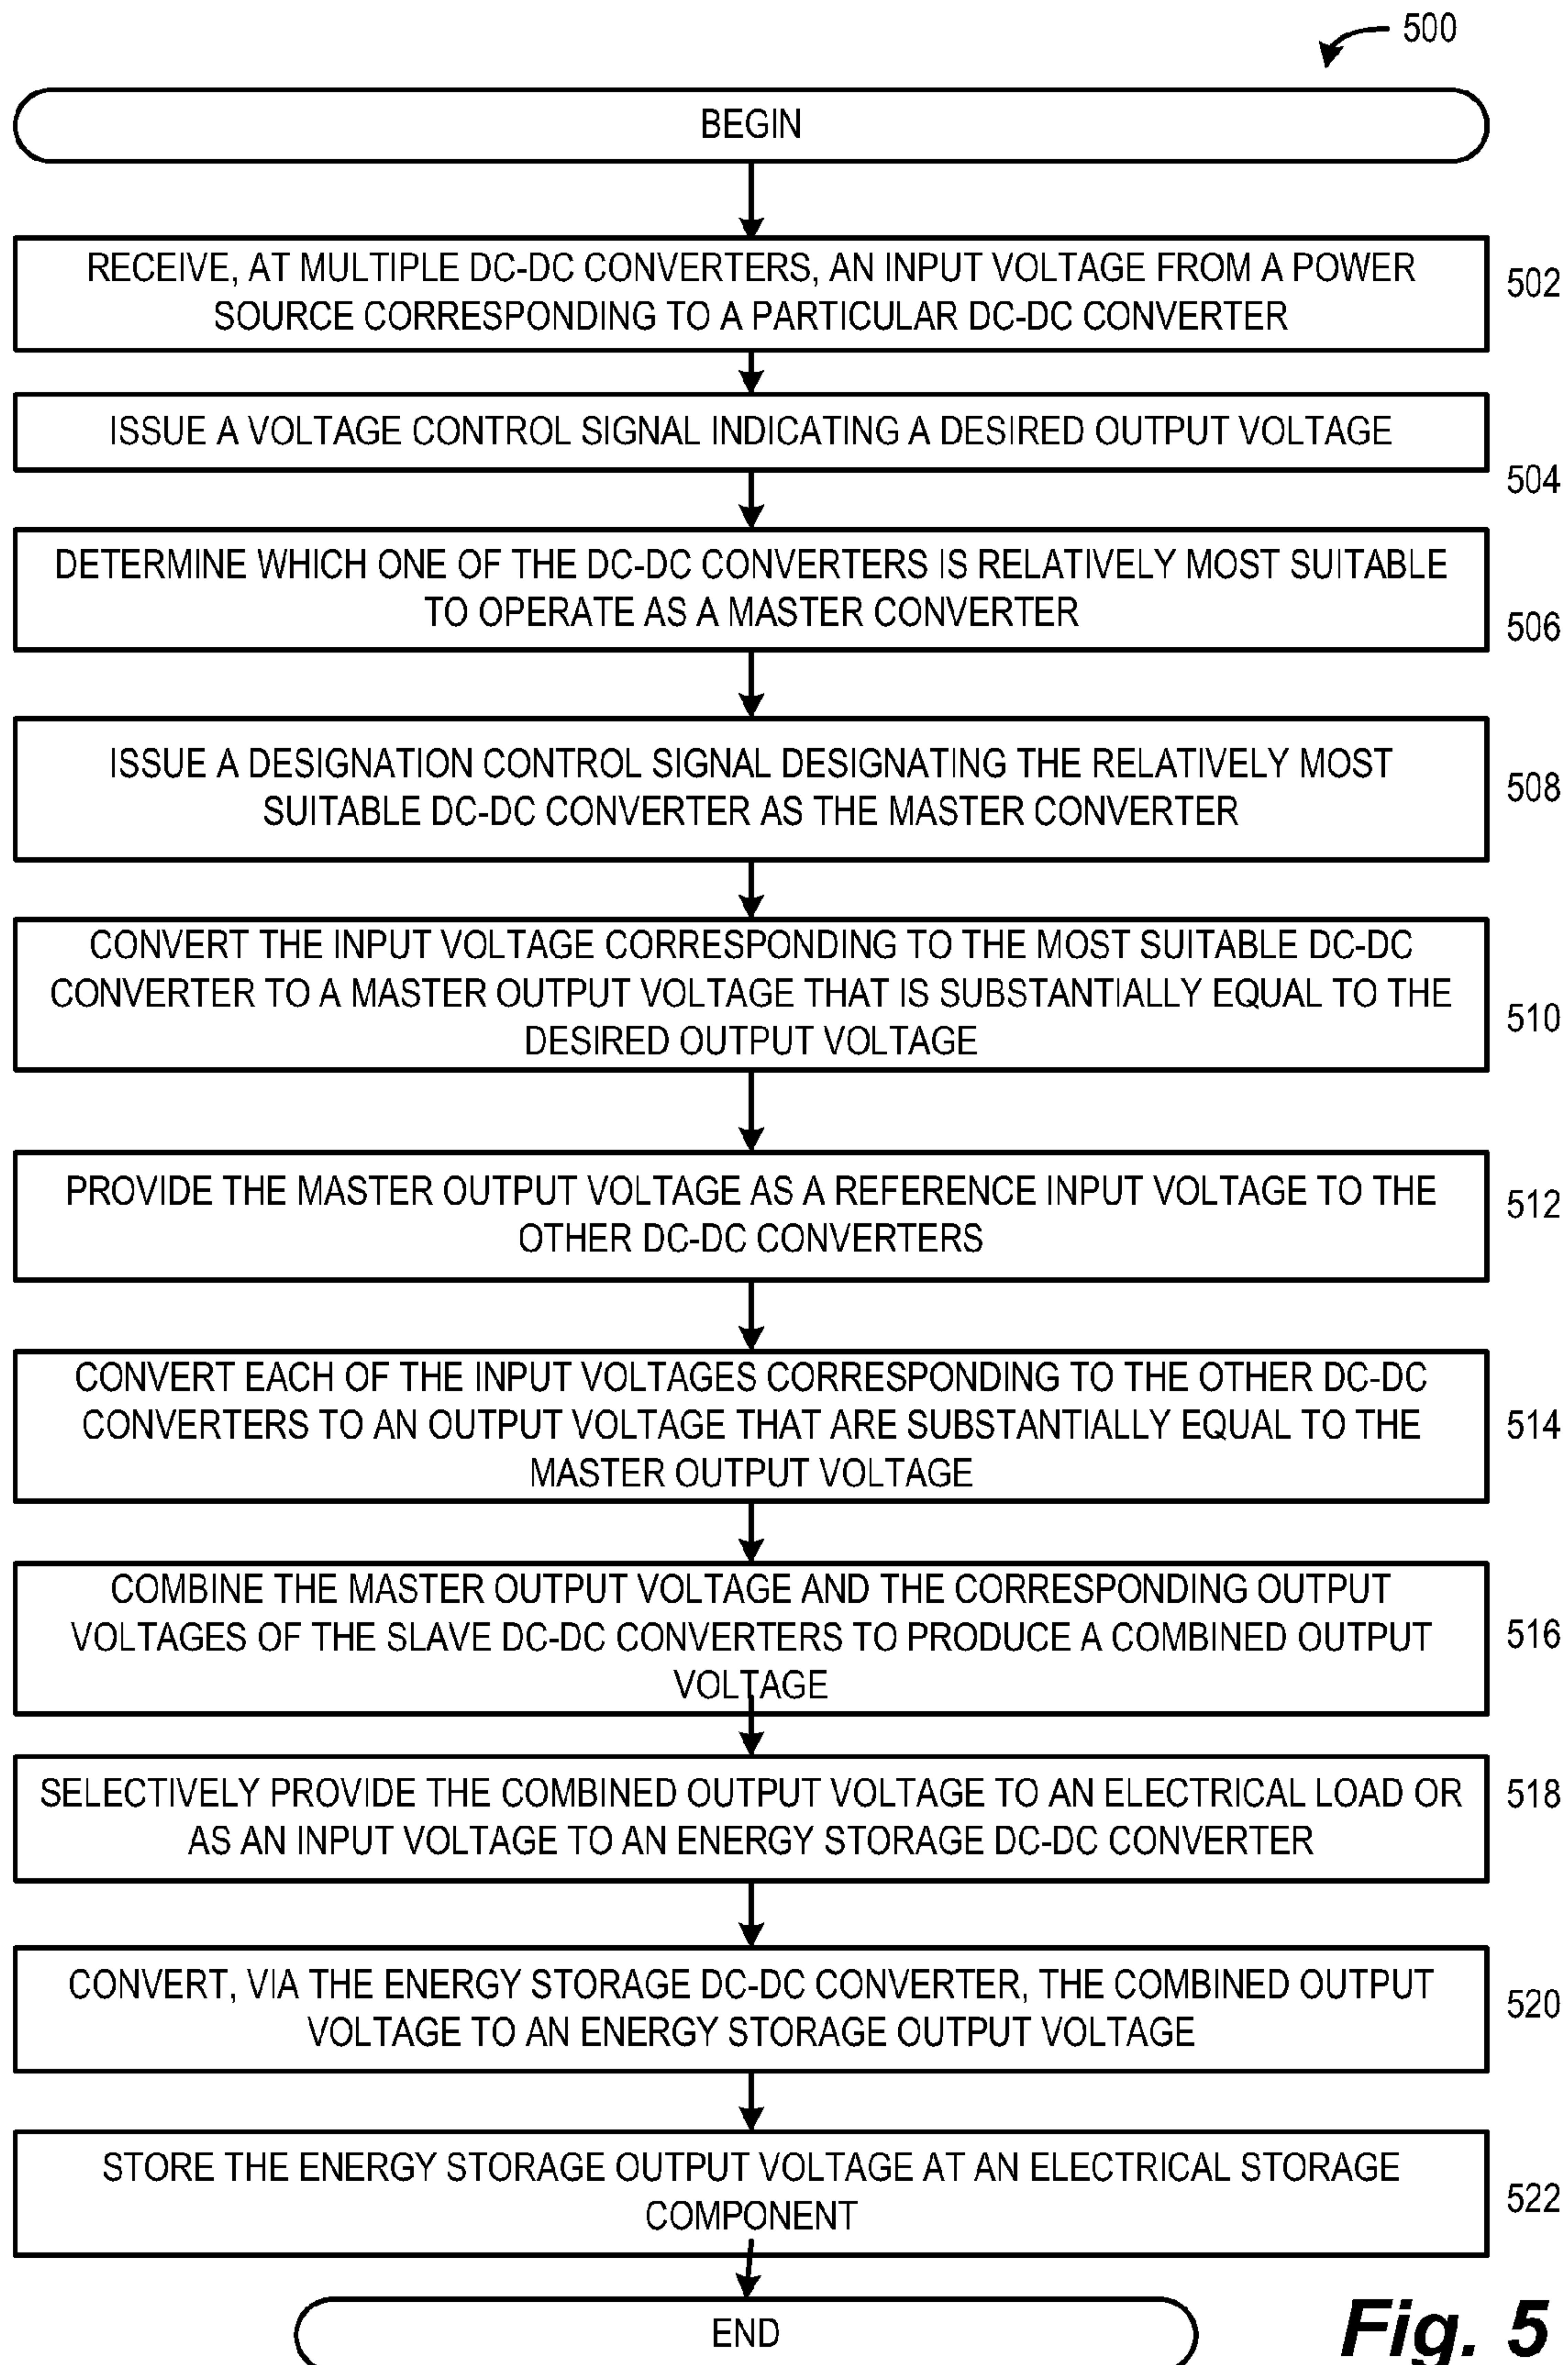 500
BEGIN
RECEIVE, AT MULTIPLE DC-DC CONVERTERS, AN INPUT VOLTAGE FROM A POWER
SOURCE CORRESPONDING TO A PARTICULAR DC-DC CONVERTER
502
ISSUE A VOLTAGE CONTROL SIGNAL INDICATING A DESIRED OUTPUT VOLTAGE
504
DETERMINE WHICH ONE OF THE DC-DC CONVERTERS IS RELATIVELY MOST SUITABLE
TO OPERATE AS A MASTER CONVERTER
506
ISSUE A DESIGNATION CONTROL SIGNAL DESIGNATING THE RELATIVELY MOST
SUITABLE DC-DC CONVERTER AS THE MASTER CONVERTER
508
CONVERT THE INPUT VOLTAGE CORRESPONDING TO THE MOST SUITABLE DC-DC
CONVERTER TO A MASTER OUTPUT VOLTAGE THAT IS SUBSTANTIALLY EQUAL TO THE
DESIRED OUTPUT VOLTAGE
510
PROVIDE THE MASTER OUTPUT VOLTAGE AS A REFERENCE INPUT VOLTAGE TO THE
OTHER DC-DC CONVERTERS
512
CONVERT EACH OF THE INPUT VOLTAGES CORRESPONDING TO THE OTHER DC-DC
CONVERTERS TO AN OUTPUT VOLTAGE THAT ARE SUBSTANTIALLY EQUAL TO THE
MASTER OUTPUT VOLTAGE
514
COMBINE THE MASTER OUTPUT VOLTAGE AND THE CORRESPONDING OUTPUT
VOLTAGES OF THE SLAVE DC-DC CONVERTERS TO PRODUCE A COMBINED OUTPUT
VOLTAGE
516
SELECTIVELY PROVIDE THE COMBINED OUTPUT VOLTAGE TO AN ELECTRICAL LOAD OR
AS AN INPUT VOLTAGE TO AN ENERGY STORAGE DC-DC CONVERTER
518
CONVERT, VIA THE ENERGY STORAGE DC-DC CONVERTER, THE COMBINED OUTPUT
VOLTAGE TO AN ENERGY STORAGE OUTPUT VOLTAGE
520
STORE THE ENERGY STORAGE OUTPUT VOLTAGE AT AN ELECTRICAL STORAGE
COMPONENT
522
END
Fig. 5